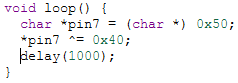 void loop() {
  char *pin7 = (char *) 0x50;
  *pin7 ^= 0x40;
  delay(1000);
}